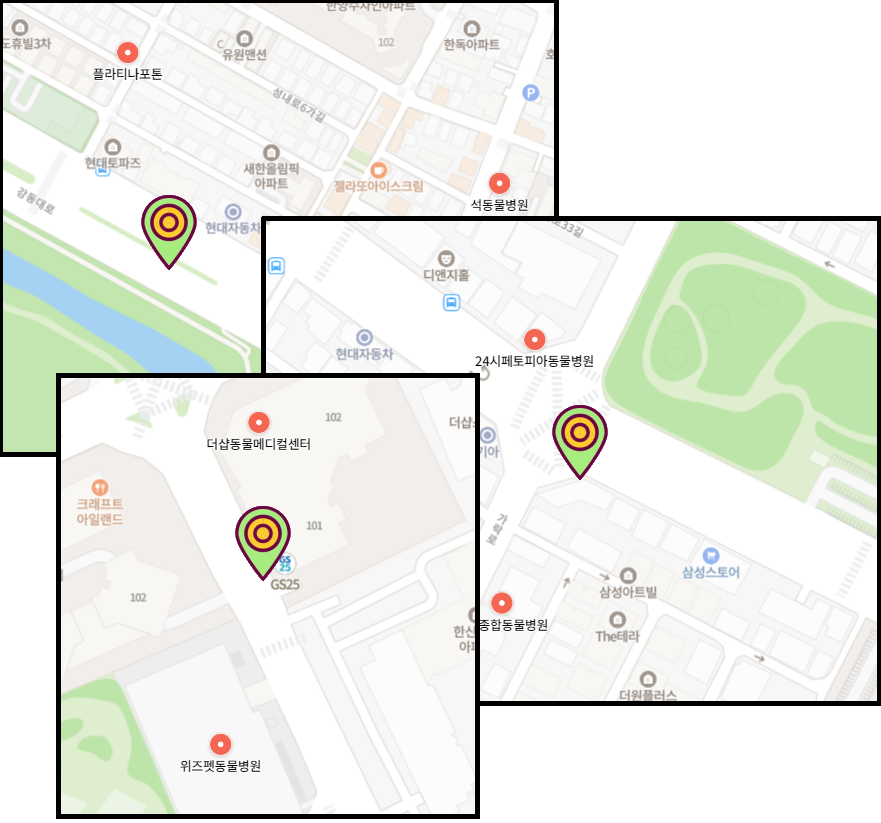 한양수자인아파트
102
도휴빌3차
유원맨션
한독아파트
플라티나포톤
P
성내로6가길
현대토파즈
새한올림픽
아파트
젤라또아이스크림
석동물병원
강동대로
현대자동차
33길
디앤지홀
현대자동차
24시페토피아동물병원
더샵
기아
가락로
삼성스토어
삼성아트빌
종합동물병원
The테라
한신
더원플러스
102
더샵동물메디컬센터
크래프트
아일랜드
101
GS
25
GS25
102
위즈펫동물병원